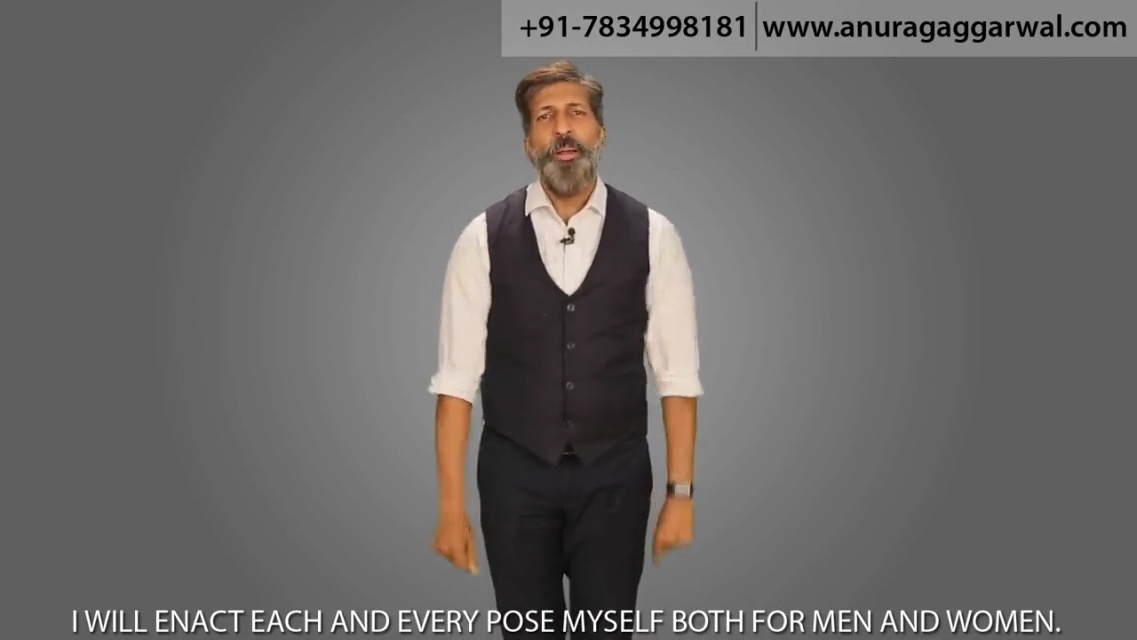 +91-7834998181 | www.anuragaggarwal.com
I WILL ENACT EACH AND EVERY POSE MYSELF BOTH FOR MEN AND WOMEN.